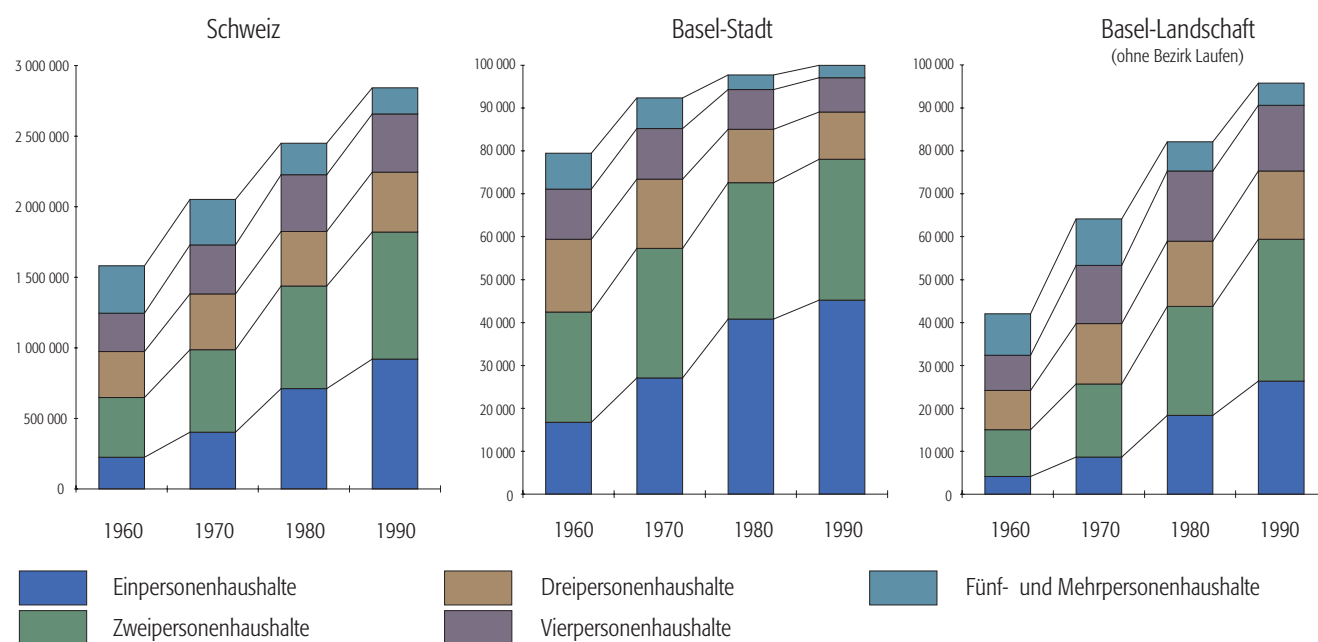 Schweiz
3 000 000
2 500 000
2 000 000
1 500 000
1 000 000
500 000
0
1960 1970 1980 1990
Basel-Stadt
100 000
90 000
80 000
70 000
60 000
50 000
40 000
30 000
20 000
10 000
0
1960 1970 1980 1990
Basel-Landschaft
(ohne Bezirk Laufen)
100 000
90 000
80 000
70 000
60 000
50 000
40 000
30 000
20 000
10 000
0
1960 1970 1980 1990
Einpersonenhaushalte
Zweipersonenhaushalte
Dreipersonenhaushalte
Vierpersonenhaushalte
Fünf- und Mehrpersonenhaushalte